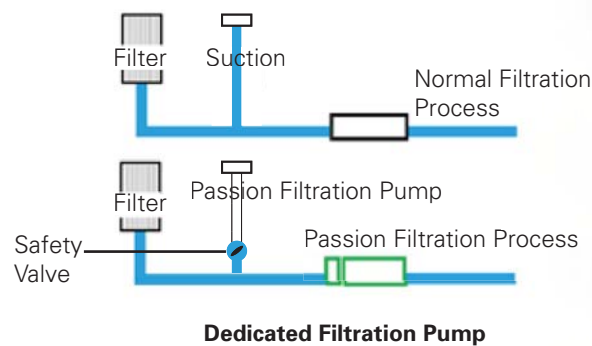 Filter
Suction
Normal Filtration
Process
Filter
Passion Filtration Pump
Safety
Valve
Passion Filtration Process
Dedicated Filtration Pump